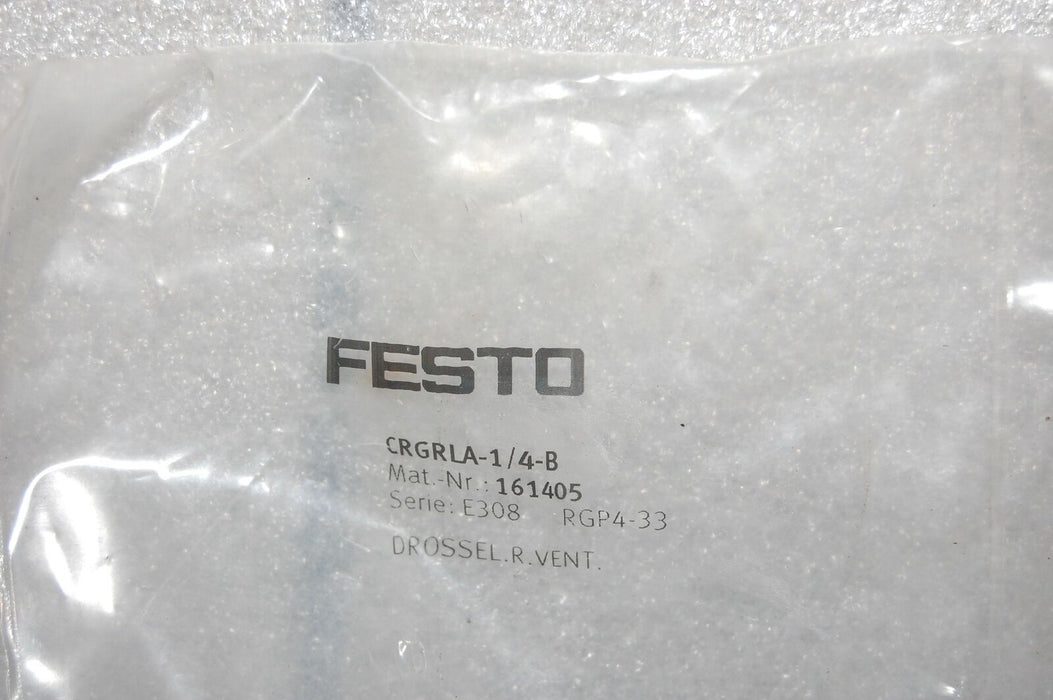 FESTO
CRGRLA-1/4-B
Mat.-Nr.: 161405
Serie: E308 RGP4-33
DROSSEL.R.VENT.